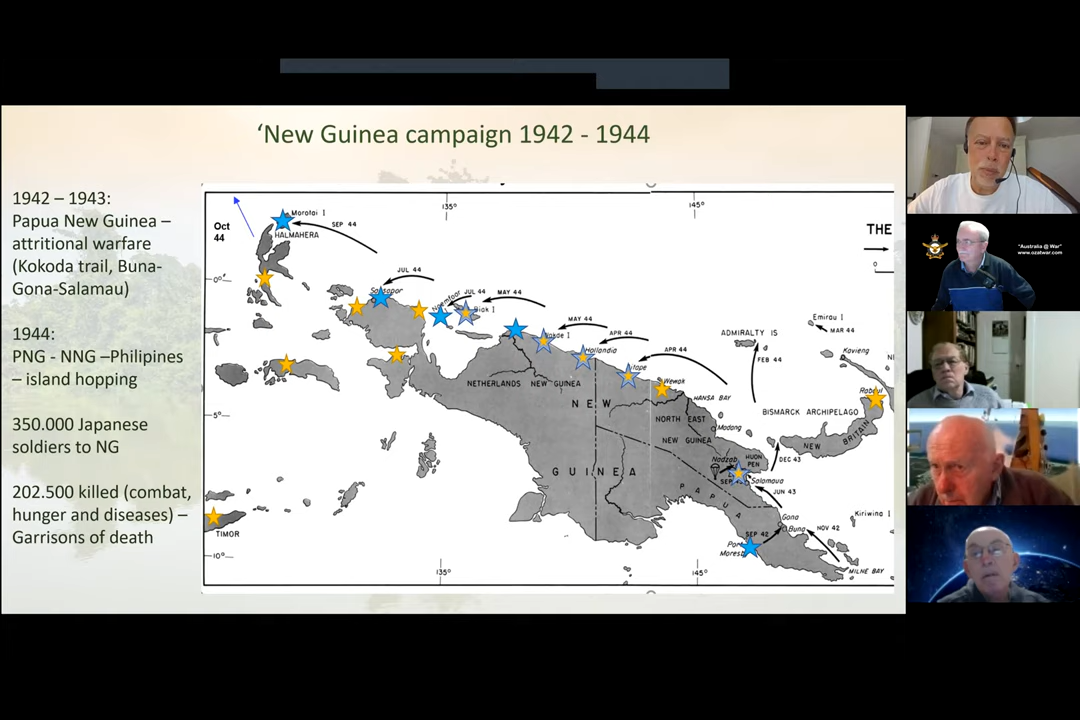 ‘New Guinea campaign 1942 - 1944
1942 – 1943:
Papua New Guinea –
attritional warfare
(Kokoda trail, Buna-
Gona-Salamau)
1944:
PNG - NNG –Philipines
– island hopping
350.000 Japanese
soldiers to NG
202.500 killed (combat,
hunger and diseases) –
Garrisons of death
135°
145°
Oct
44
Morotai I
HALMAHERA
SEP 44
THE
0
0°
JUL 44
Sansapor
Noemfoor
JUL 44
MAY 44
Biak I
MAY 44
Wakde I
APR 44
Hollandia
APR 44
Aitape
Wewak
HANSA BAY
NETHERLANDS NEW GUINEA
NEW
GUINEA
NORTH EAST
NEW GUINEA
Madang
ADMIRALTY IS
FEB 44
Emirau I
MAR 44
Kavieng
Rabaul
BISMARCK ARCHIPELAGO
NEW BRITAIN
DEC 43
5°
Nadzab
HUON
PEN
SEP
Salamaua
JUN 43
PAPUA
Gona
Buna
NOV 42
Kiriwina I
SEP 42
Port
Moresby
MILNE BAY
TIMOR
10°
135°
145°
"Australia @ War"
www.ozatwar.com